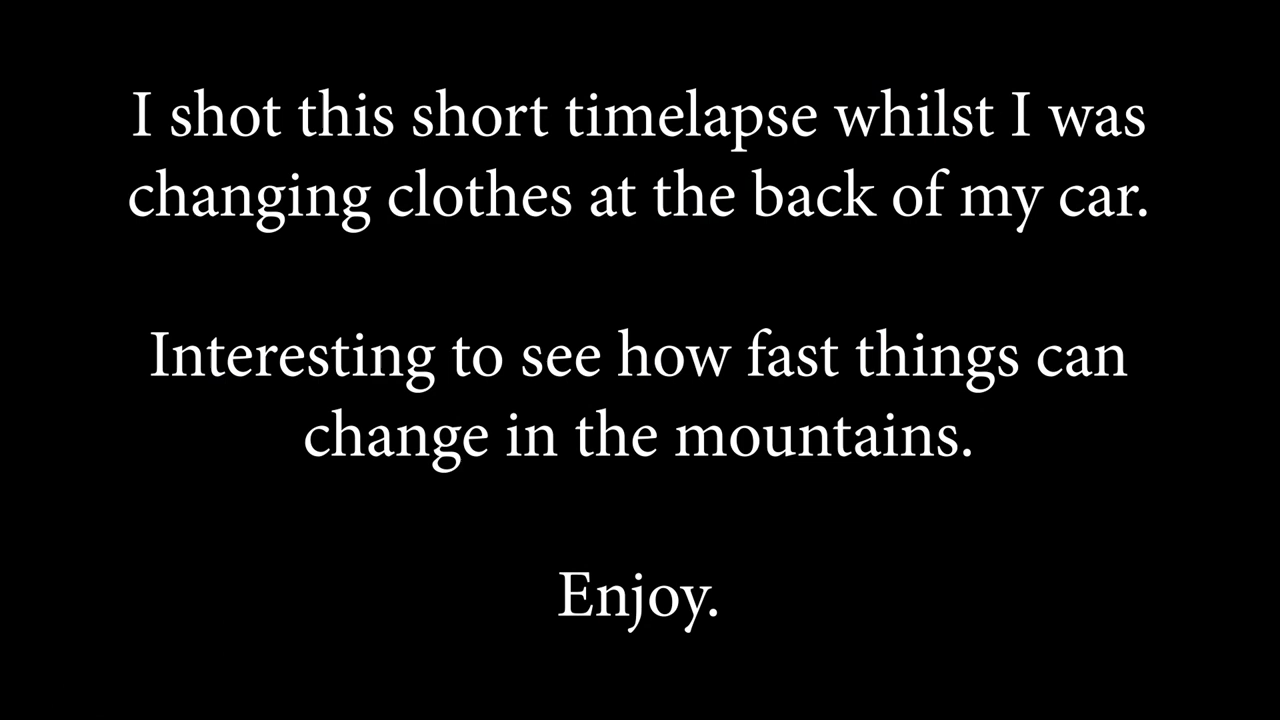 I shot this short timelapse whilst I was
changing clothes at the back of my car.
Interesting to see how fast things can
change in the mountains.
Enjoy.